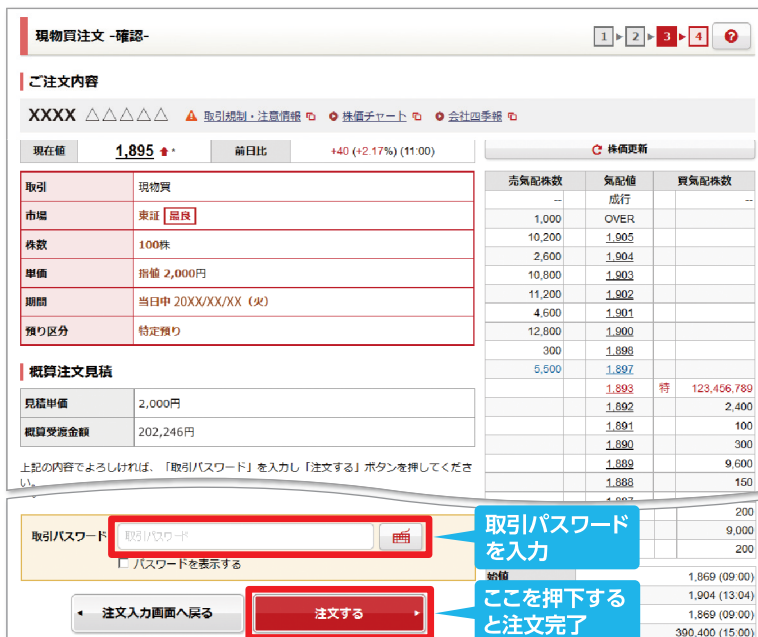 現物買注文 -確認-
1 2 3 4 ?
ご注文内容
XXXX △△△△△ 取引規制・注意情報 株価チャート 会社四季報
現在値 1,895 前日比 +40 (+2.17%) (11:00)
取引 現物買
市場 東証 最良
株数 100株
単価 指値 2,000円
期間 当日中 20XX/XX/XX (火)
預り区分 特定預り
概算注文見積
見積単価 2,000円
概算受渡金額 202,246円
上記の内容でよろしければ、「取引パスワード」を入力し「注文する」ボタンを押してくださ
い。
株価更新
売気配株数 気配値 買気配株数
-- 成行 --
1,000 OVER
10,200 1,905
2,600 1,904
10,800 1,903
11,200 1,902
4,600 1,901
12,800 1,900
300 1,898
5,500 1,897
1,893 特 123,456,789
1,892 2,400
1,891 100
1,890 300
1,889 9,600
1,888 150
1,887
200
9,000
200
始値 1,869 (09:00)
1,904 (13:04)
1,869 (09:00)
390,400 (15:00)
取引パスワード 取引パスワード
パスワードを表示する
取引パスワード
を入力
注文入力画面へ戻る 注文する
ここを押下する
と注文完了